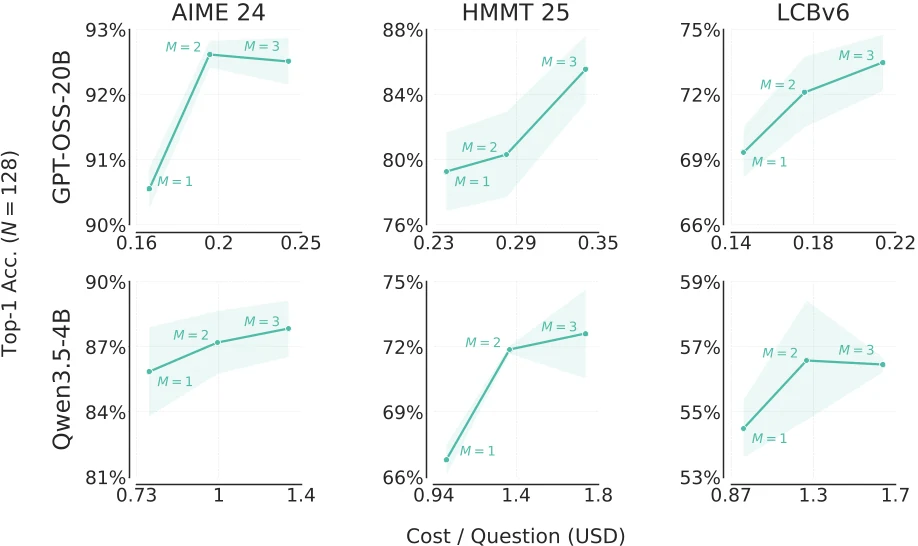 AIME 24
HMMT 25
LCBv6
Top-1 Acc. (N = 128)
GPT-OSS-20B
93%
92%
91%
90%
0.16
0.2
0.25
M = 1
M = 2
M = 3
88%
84%
80%
76%
0.23
0.29
0.35
M = 1
M = 2
M = 3
75%
72%
69%
66%
0.14
0.18
0.22
M = 1
M = 2
M = 3
Qwen3.5-4B
90%
87%
84%
81%
0.73
1
1.4
M = 1
M = 2
M = 3
75%
72%
69%
66%
0.94
1.4
1.8
M = 1
M = 2
M = 3
59%
57%
55%
53%
0.87
1.3
1.7
M = 1
M = 2
M = 3
Cost / Question (USD)